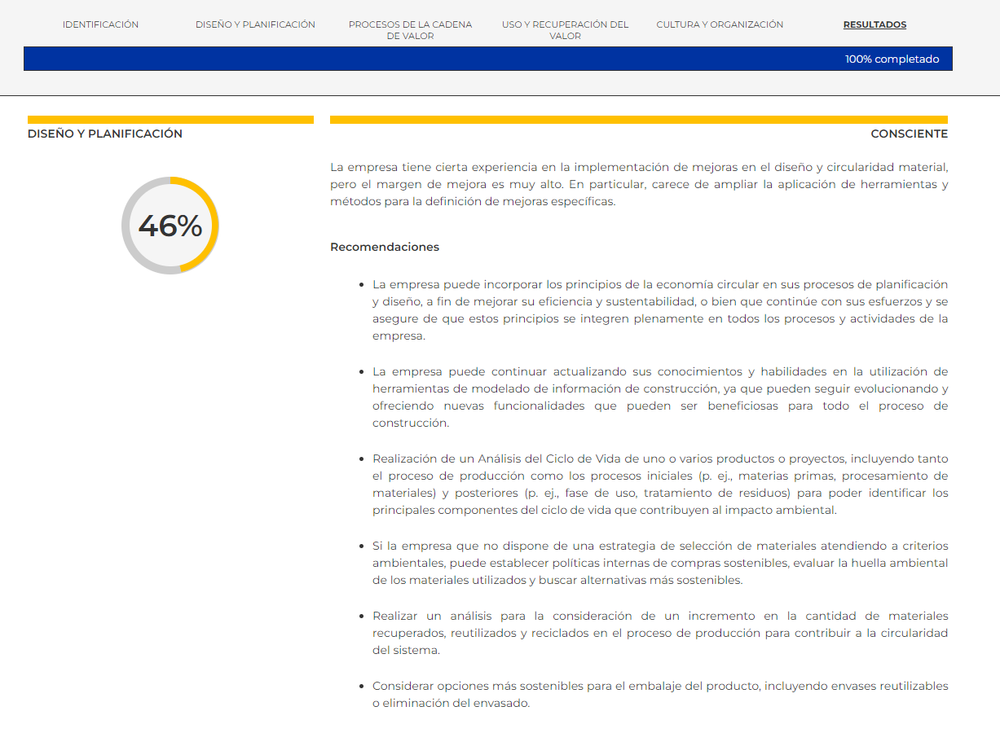 IDENTIFICACIÓN
DISEÑO Y PLANIFICACIÓN
PROCESOS DE LA CADENA
DE VALOR
USO Y RECUPERACIÓN DEL
VALOR
CULTURA Y ORGANIZACIÓN
RESULTADOS
100% completado
DISEÑO Y PLANIFICACIÓN
CONSCIENTE
46%
La empresa tiene cierta experiencia en la implementación de mejoras en el diseño y circularidad material,
pero el margen de mejora es muy alto. En particular, carece de ampliar la aplicación de herramientas y
métodos para la definición de mejoras específicas.
Recomendaciones
• La empresa puede incorporar los principios de la economía circular en sus procesos de planificación
y diseño, a fin de mejorar su eficiencia y sustentabilidad, o bien que continúe con sus esfuerzos y se
asegure de que estos principios se integren plenamente en todos los procesos y actividades de la
empresa.
• La empresa puede continuar actualizando sus conocimientos y habilidades en la utilización de
herramientas de modelado de información de construcción, ya que pueden seguir evolucionando y
ofreciendo nuevas funcionalidades que pueden ser beneficiosas para todo el proceso de
construcción.
• Realización de un Análisis del Ciclo de Vida de uno o varios productos o proyectos, incluyendo tanto
el proceso de producción como los procesos iniciales (p. ej., materias primas, procesamiento de
materiales) y posteriores (p. ej., fase de uso, tratamiento de residuos) para poder identificar los
principales componentes del ciclo de vida que contribuyen al impacto ambiental.
• Si la empresa que no dispone de una estrategia de selección de materiales atendiendo a criterios
ambientales, puede establecer políticas internas de compras sostenibles, evaluar la huella ambiental
de los materiales utilizados y buscar alternativas más sostenibles.
• Realizar un análisis para la consideración de un incremento en la cantidad de materiales
recuperados, reutilizados y reciclados en el proceso de producción para contribuir a la circularidad
del sistema.
• Considerar opciones más sostenibles para el embalaje del producto, incluyendo envases reutilizables
o eliminación del envasado.